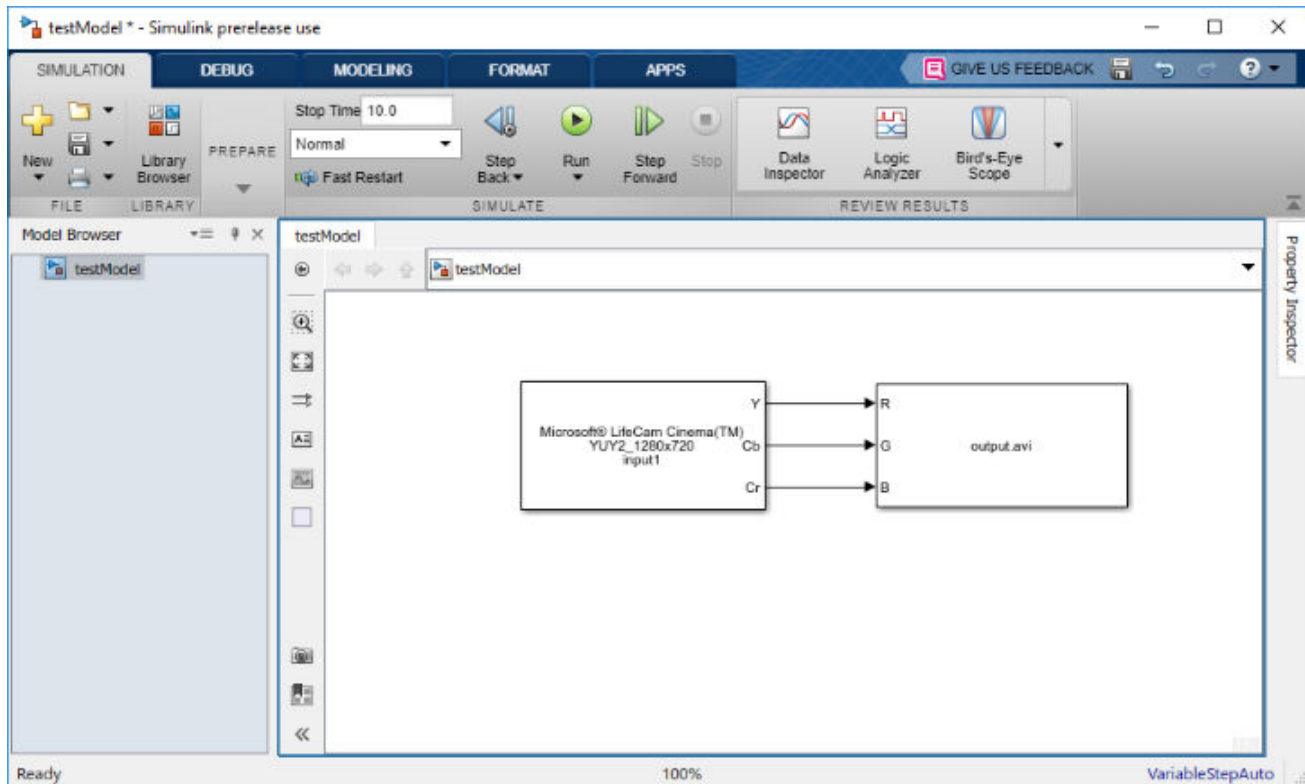 testModel * - Simulink prerelease use
SIMULATION DEBUG MODELING FORMAT APPS GIVE US FEEDBACK ?
New
Library
Browser
PREPARE
Stop Time 10.0
Normal
Fast Restart
Step
Back
Run
Step
Forward
Stop
Data
Inspector
Logic
Analyzer
Bird's-Eye
Scope
FILE LIBRARY SIMULATE REVIEW RESULTS
Model Browser
testModel
testModel
testModel
Property Inspector
Microsoft® LifeCam Cinema(TM)
YUY2_1280x720
input1
Y
Cb
Cr
R
G
B
output.avi
Ready 100% VariableStepAuto